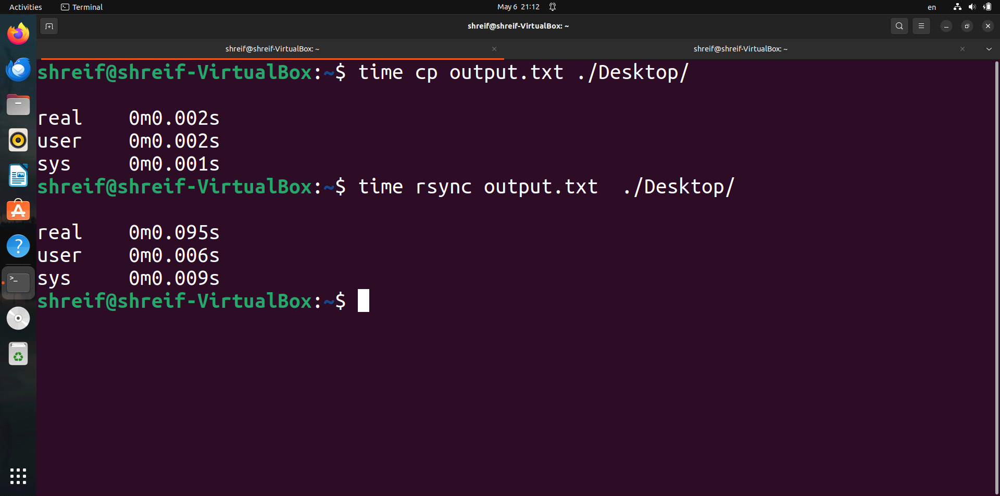 Activities Terminal May 6 21:12 en
shreif@shreif-VirtualBox: ~
shreif@shreif-VirtualBox: ~ shreif@shreif-VirtualBox: ~
shreif@shreif-VirtualBox:~$ time cp output.txt ./Desktop/
real 0m0.002s
user 0m0.002s
sys 0m0.001s
shreif@shreif-VirtualBox:~$ time rsync output.txt  ./Desktop/
real 0m0.095s
user 0m0.006s
sys 0m0.009s
shreif@shreif-VirtualBox:~$